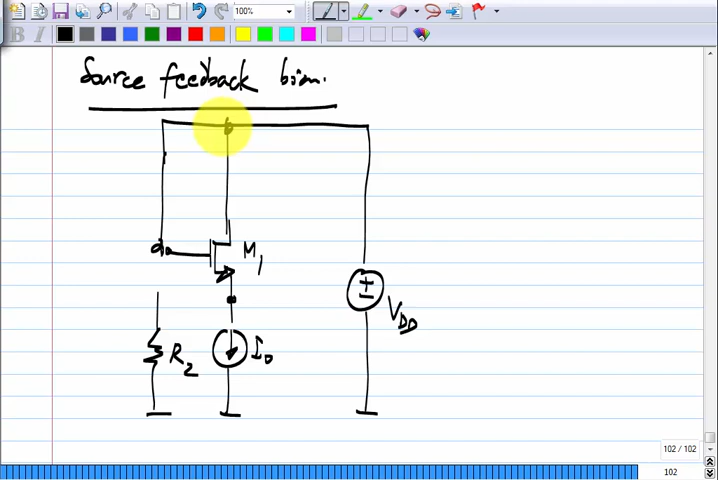 100%
Source feedback bias.
M1
VDD
R2
I0
102 / 102
102